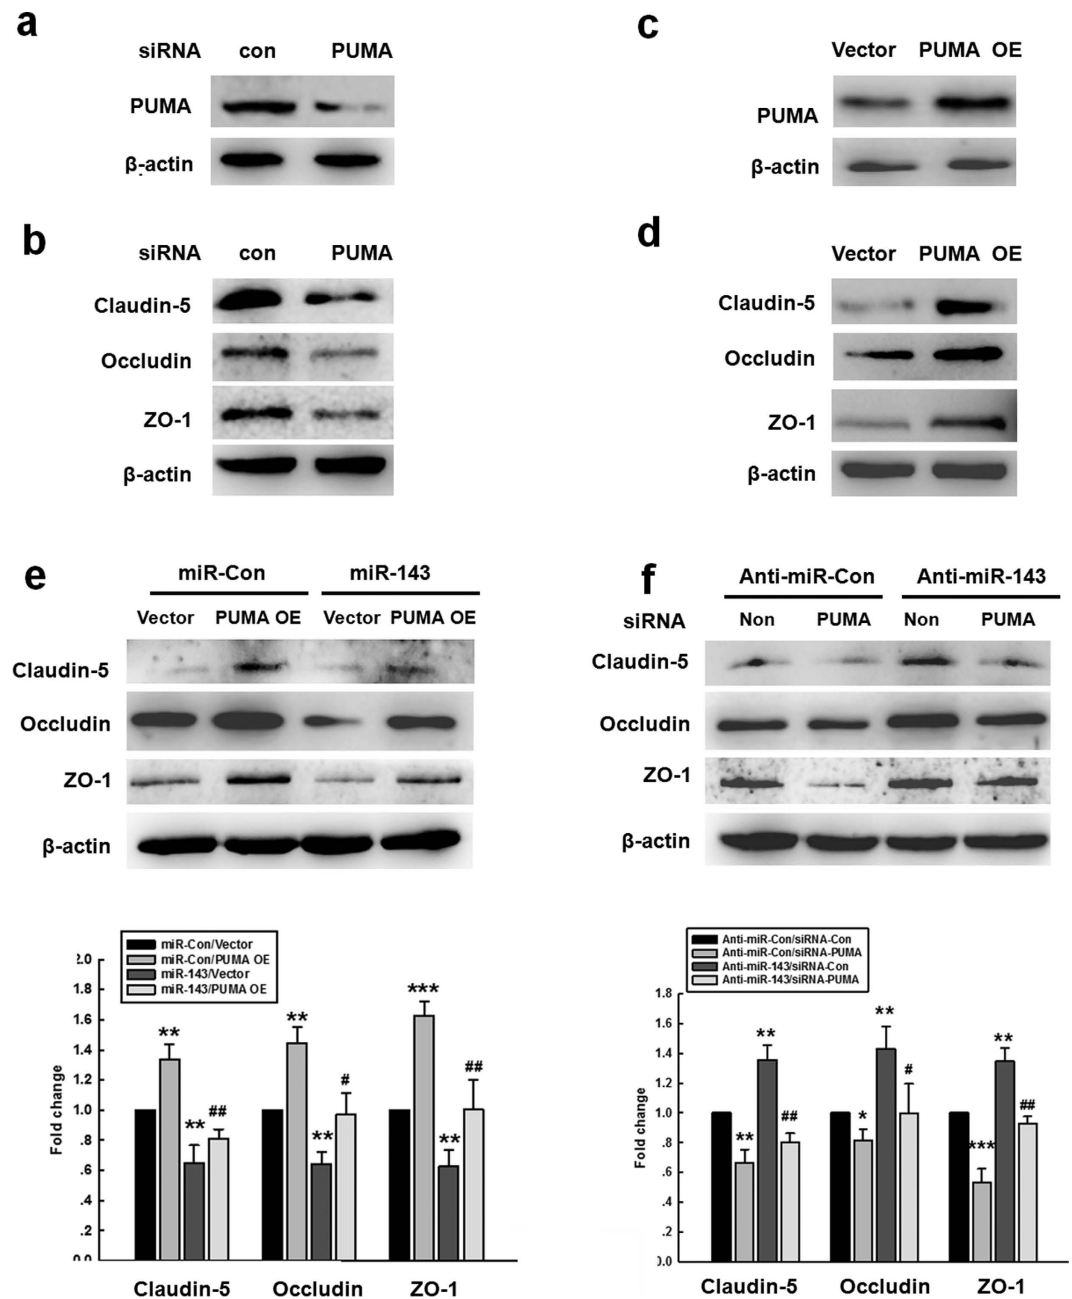 a
siRNA con PUMA
PUMA
β-actin
b
siRNA con PUMA
Claudin-5
Occludin
ZO-1
β-actin
c
Vector PUMA OE
PUMA
β-actin
d
Vector PUMA OE
Claudin-5
Occludin
ZO-1
β-actin
e
miR-Con miR-143
Vector PUMA OE Vector PUMA OE
Claudin-5
Occludin
ZO-1
β-actin
miR-Con/Vector
miR-Con/PUMA OE
miR-143/Vector
miR-143/PUMA OE
Fold change
2.0
1.8
1.6
1.4
1.2
1.0
0.8
.6
.4
.2
0.0
** ** ##
** ** #
*** ** ##
Claudin-5 Occludin ZO-1
f
Anti-miR-Con Anti-miR-143
siRNA Non PUMA Non PUMA
Claudin-5
Occludin
ZO-1
β-actin
Anti-miR-Con/siRNA-Con
Anti-miR-Con/siRNA-PUMA
Anti-miR-143/siRNA-Con
Anti-miR-143/siRNA-PUMA
Fold change
1.8
1.6
1.4
1.2
1.0
.8
.6
.4
.2
0.0
** ** ##
* ** #
*** ** ##
Claudin-5 Occludin ZO-1